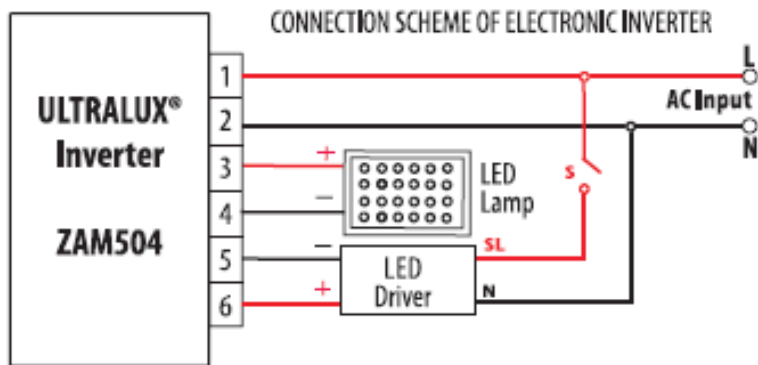 CONNECTION SCHEME OF ELECTRONIC INVERTER
ULTRALUX®
Inverter
ZAM504
1
2
3
4
5
6
L
AC Input
N
+
−
LED
Lamp
S
−
+
LED
Driver
SL
N